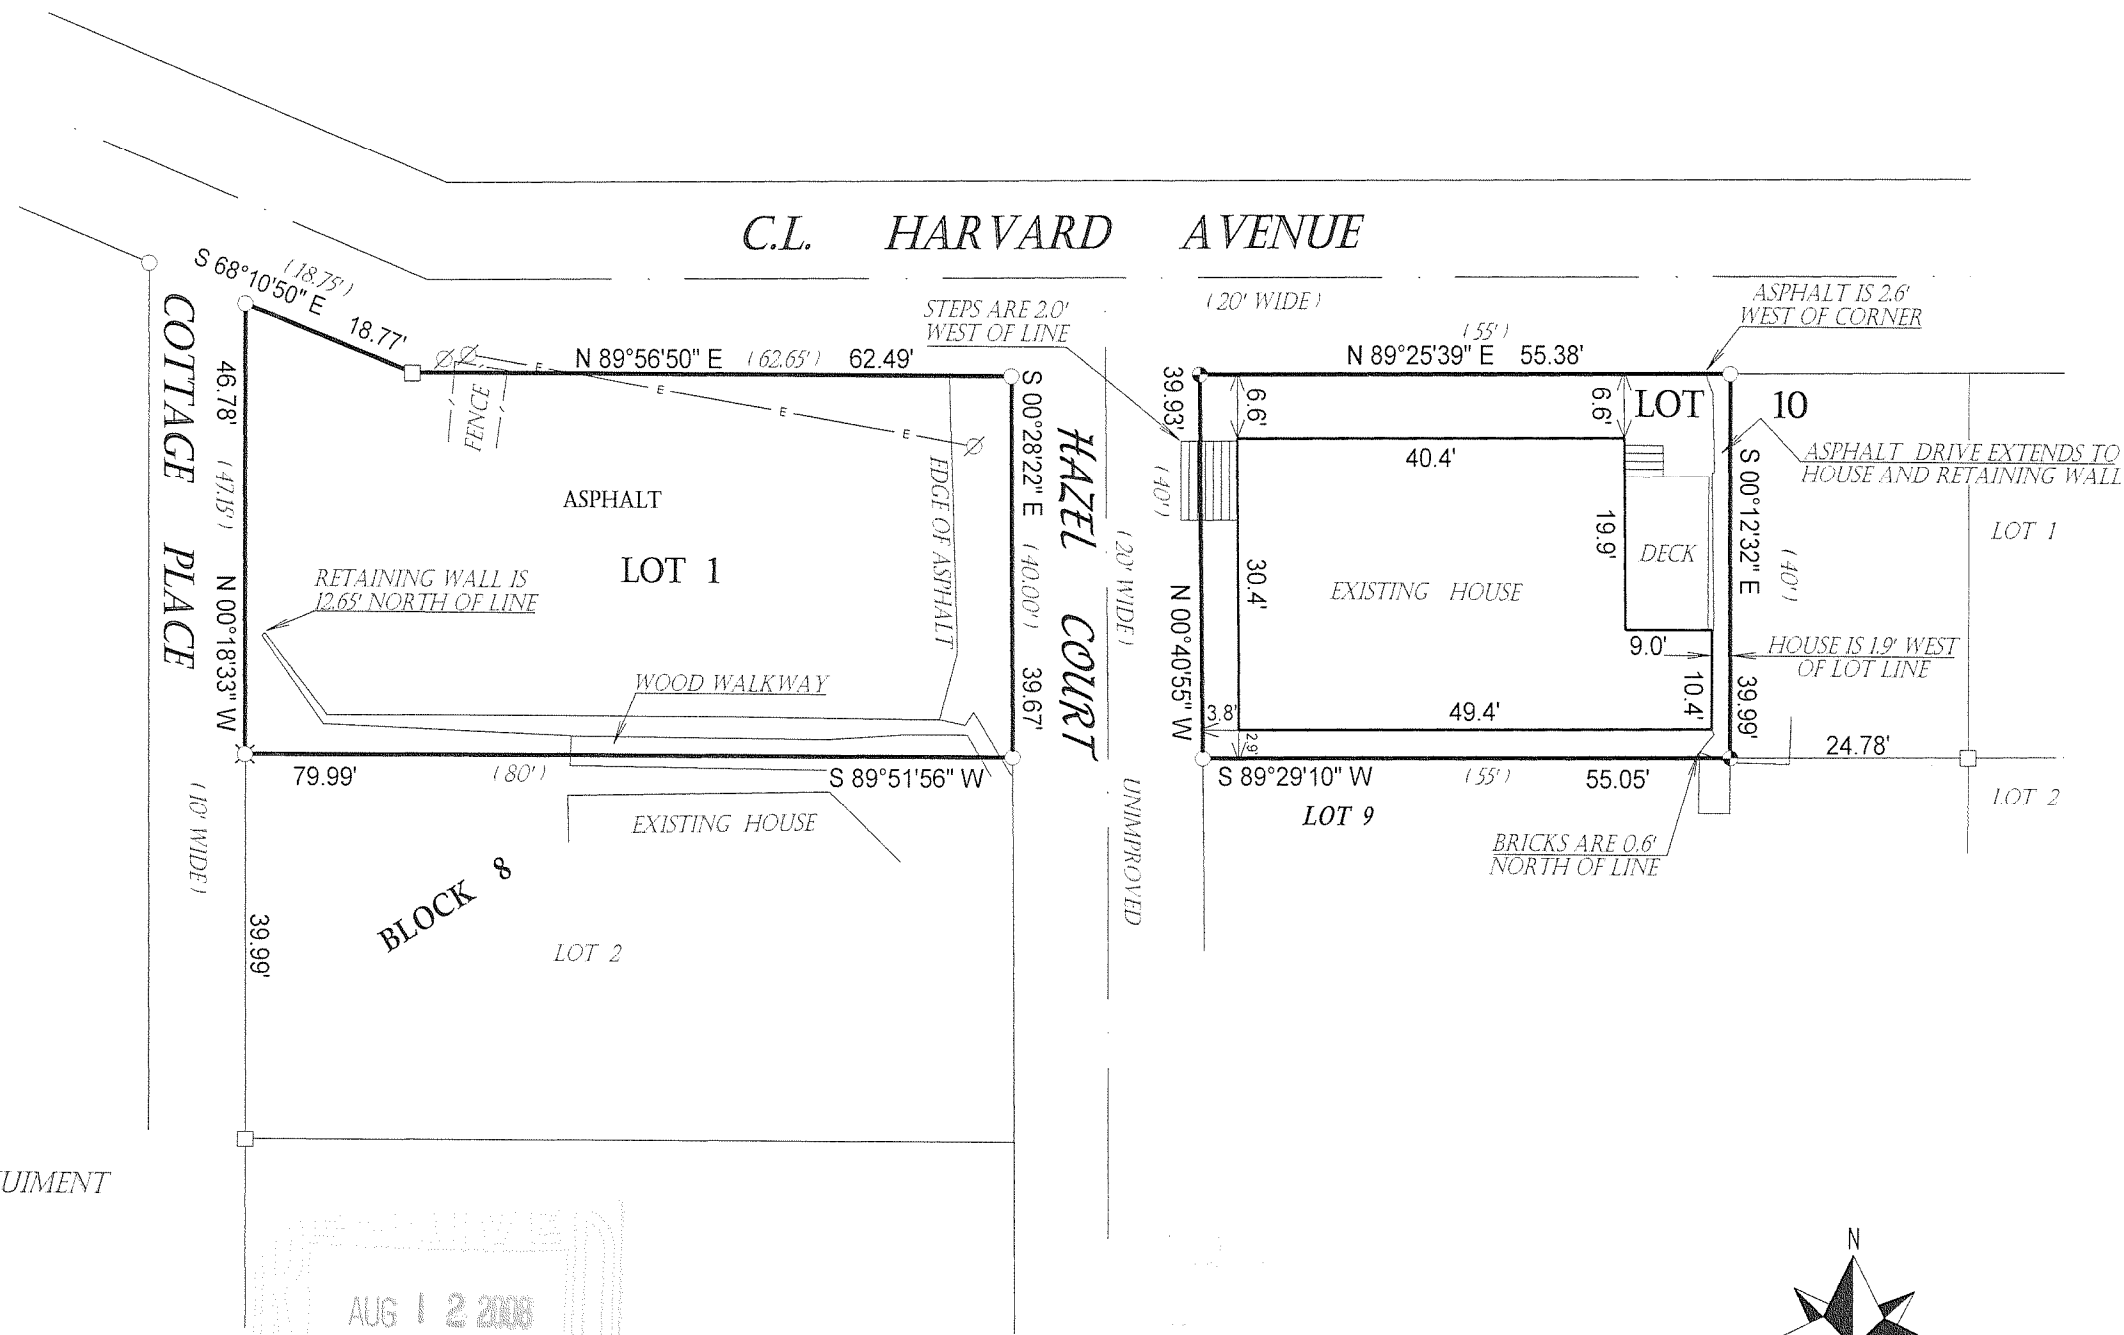 C.L. HARVARD AVENUE
(20' WIDE)
S 68°10'50" E
(18.75')
18.77'
COTTAGE PLACE
(10' WIDE)
46.78'
(47.15')
N 00°18'33" W
N 89°56'50" E (62.65') 62.49'
E
E
E
E
FENCE
ASPHALT
LOT 1
EDGE OF ASPHALT
RETAINING WALL IS
12.65' NORTH OF LINE
WOOD WALKWAY
S 00°28'22" E
(40.00')
39.67'
79.99' (80') S 89°51'56" W
EXISTING HOUSE
BLOCK 8
LOT 2
39.99'
HAZEL COURT
(20' WIDE)
UNIMPROVED
STEPS ARE 2.0'
WEST OF LINE
39.93'
(40')
N 00°40'55" W
(55')
N 89°25'39" E 55.38'
ASPHALT IS 2.6'
WEST OF CORNER
LOT 10
6.6'
6.6'
40.4'
ASPHALT DRIVE EXTENDS TO
HOUSE AND RETAINING WALL
19.9'
DECK
30.4'
EXISTING HOUSE
9.0'
10.4'
49.4'
3.8'
2.9'
S 00°12'32" E
(40')
39.99'
HOUSE IS 1.9' WEST
OF LOT LINE
LOT 1
24.78'
LOT 2
S 89°29'10" W (55') 55.05'
LOT 9
BRICKS ARE 0.6'
NORTH OF LINE
UIMENT
AUG 12 2008
N